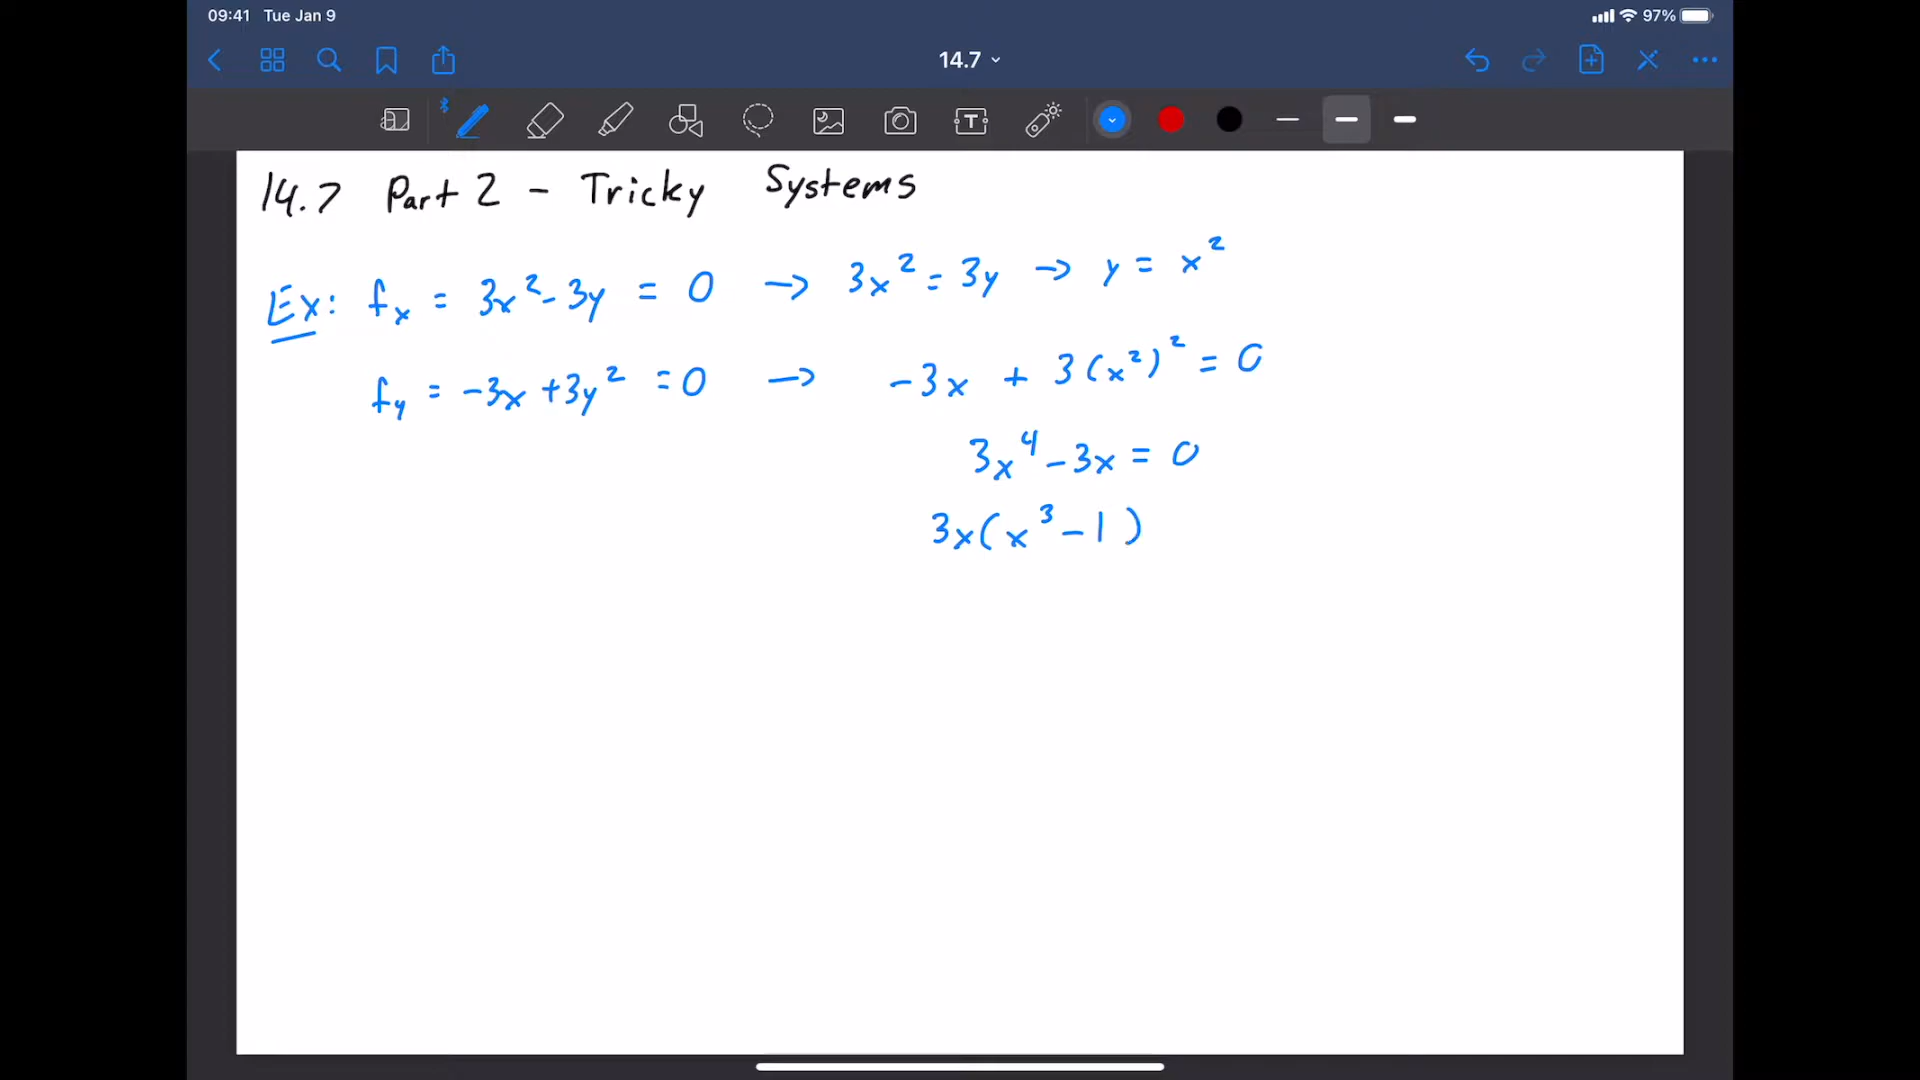 09:41 Tue Jan 9 97%
14.7
T
14.7 Part 2 - Tricky Systems
Ex: fₓ = 3x² - 3y = 0 → 3x² = 3y → y = x²
f_y = -3x + 3y² = 0 → -3x + 3(x²)² = 0
3x⁴ - 3x = 0
3x(x³ - 1)